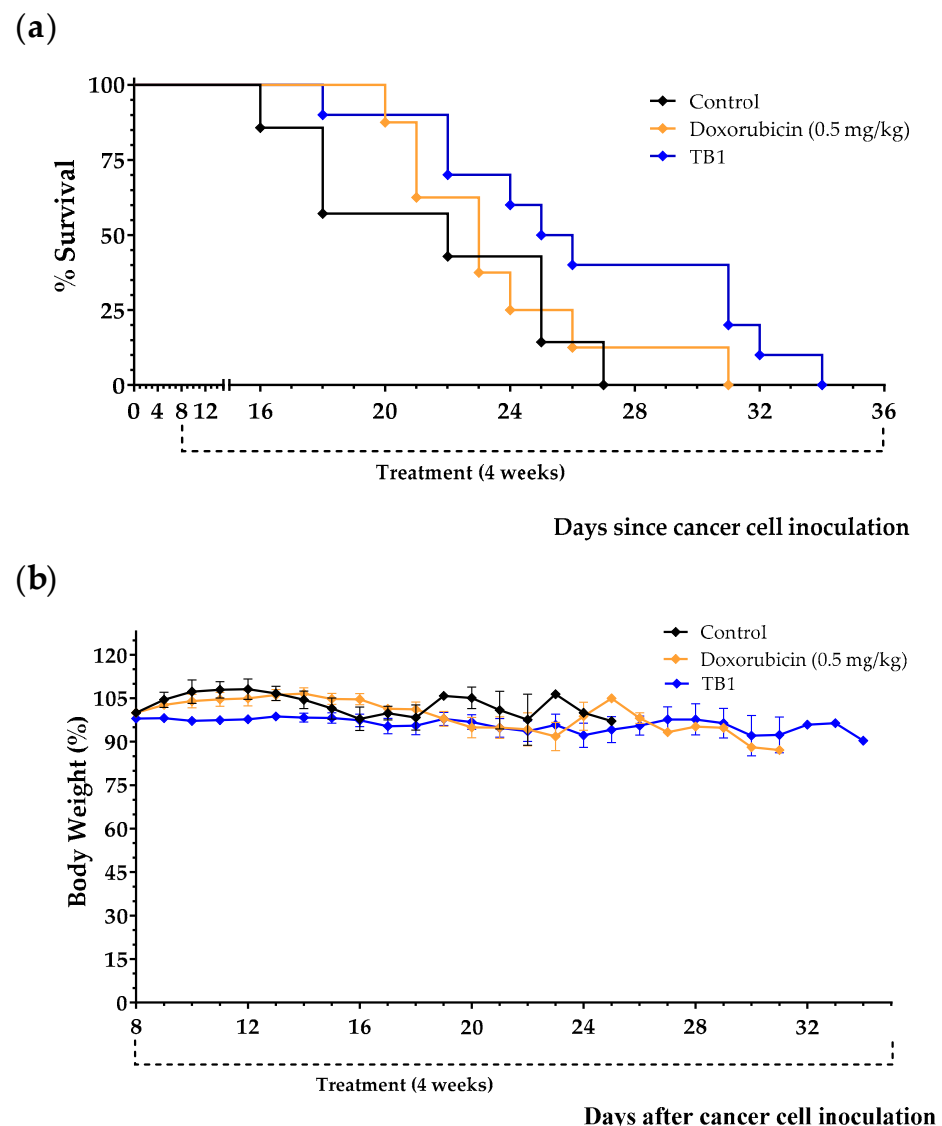 (a)
100
75
50
25
0
% Survival
Control
Doxorubicin (0.5 mg/kg)
TB1
0 4 8 12 16 20 24 28 32 36
Treatment (4 weeks)
Days since cancer cell inoculation
(b)
120
105
90
75
60
45
30
15
0
Body Weight (%)
Control
Doxorubicin (0.5 mg/kg)
TB1
8 12 16 20 24 28 32
Treatment (4 weeks)
Days after cancer cell inoculation